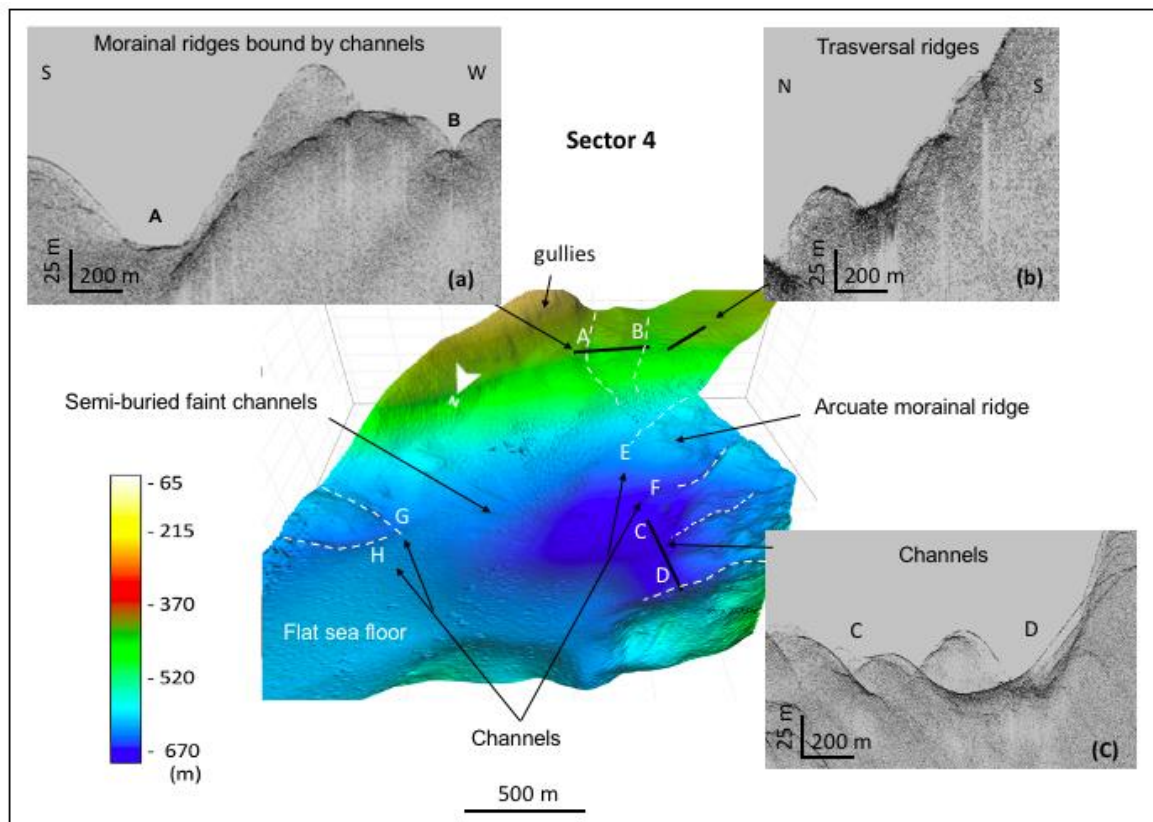 Morainal ridges bound by channels
S
W
B
A
25 m
200 m
(a)
Sector 4
Trasversal ridges
N
S
25 m
200 m
(b)
gullies
A
B
N
Semi-buried faint channels
Arcuate morainal ridge
E
F
G
H
C
D
Flat sea floor
Channels
- 65
- 215
- 370
- 450
- 520
- 670
(m)
Channels
C
D
25 m
200 m
(C)
500 m